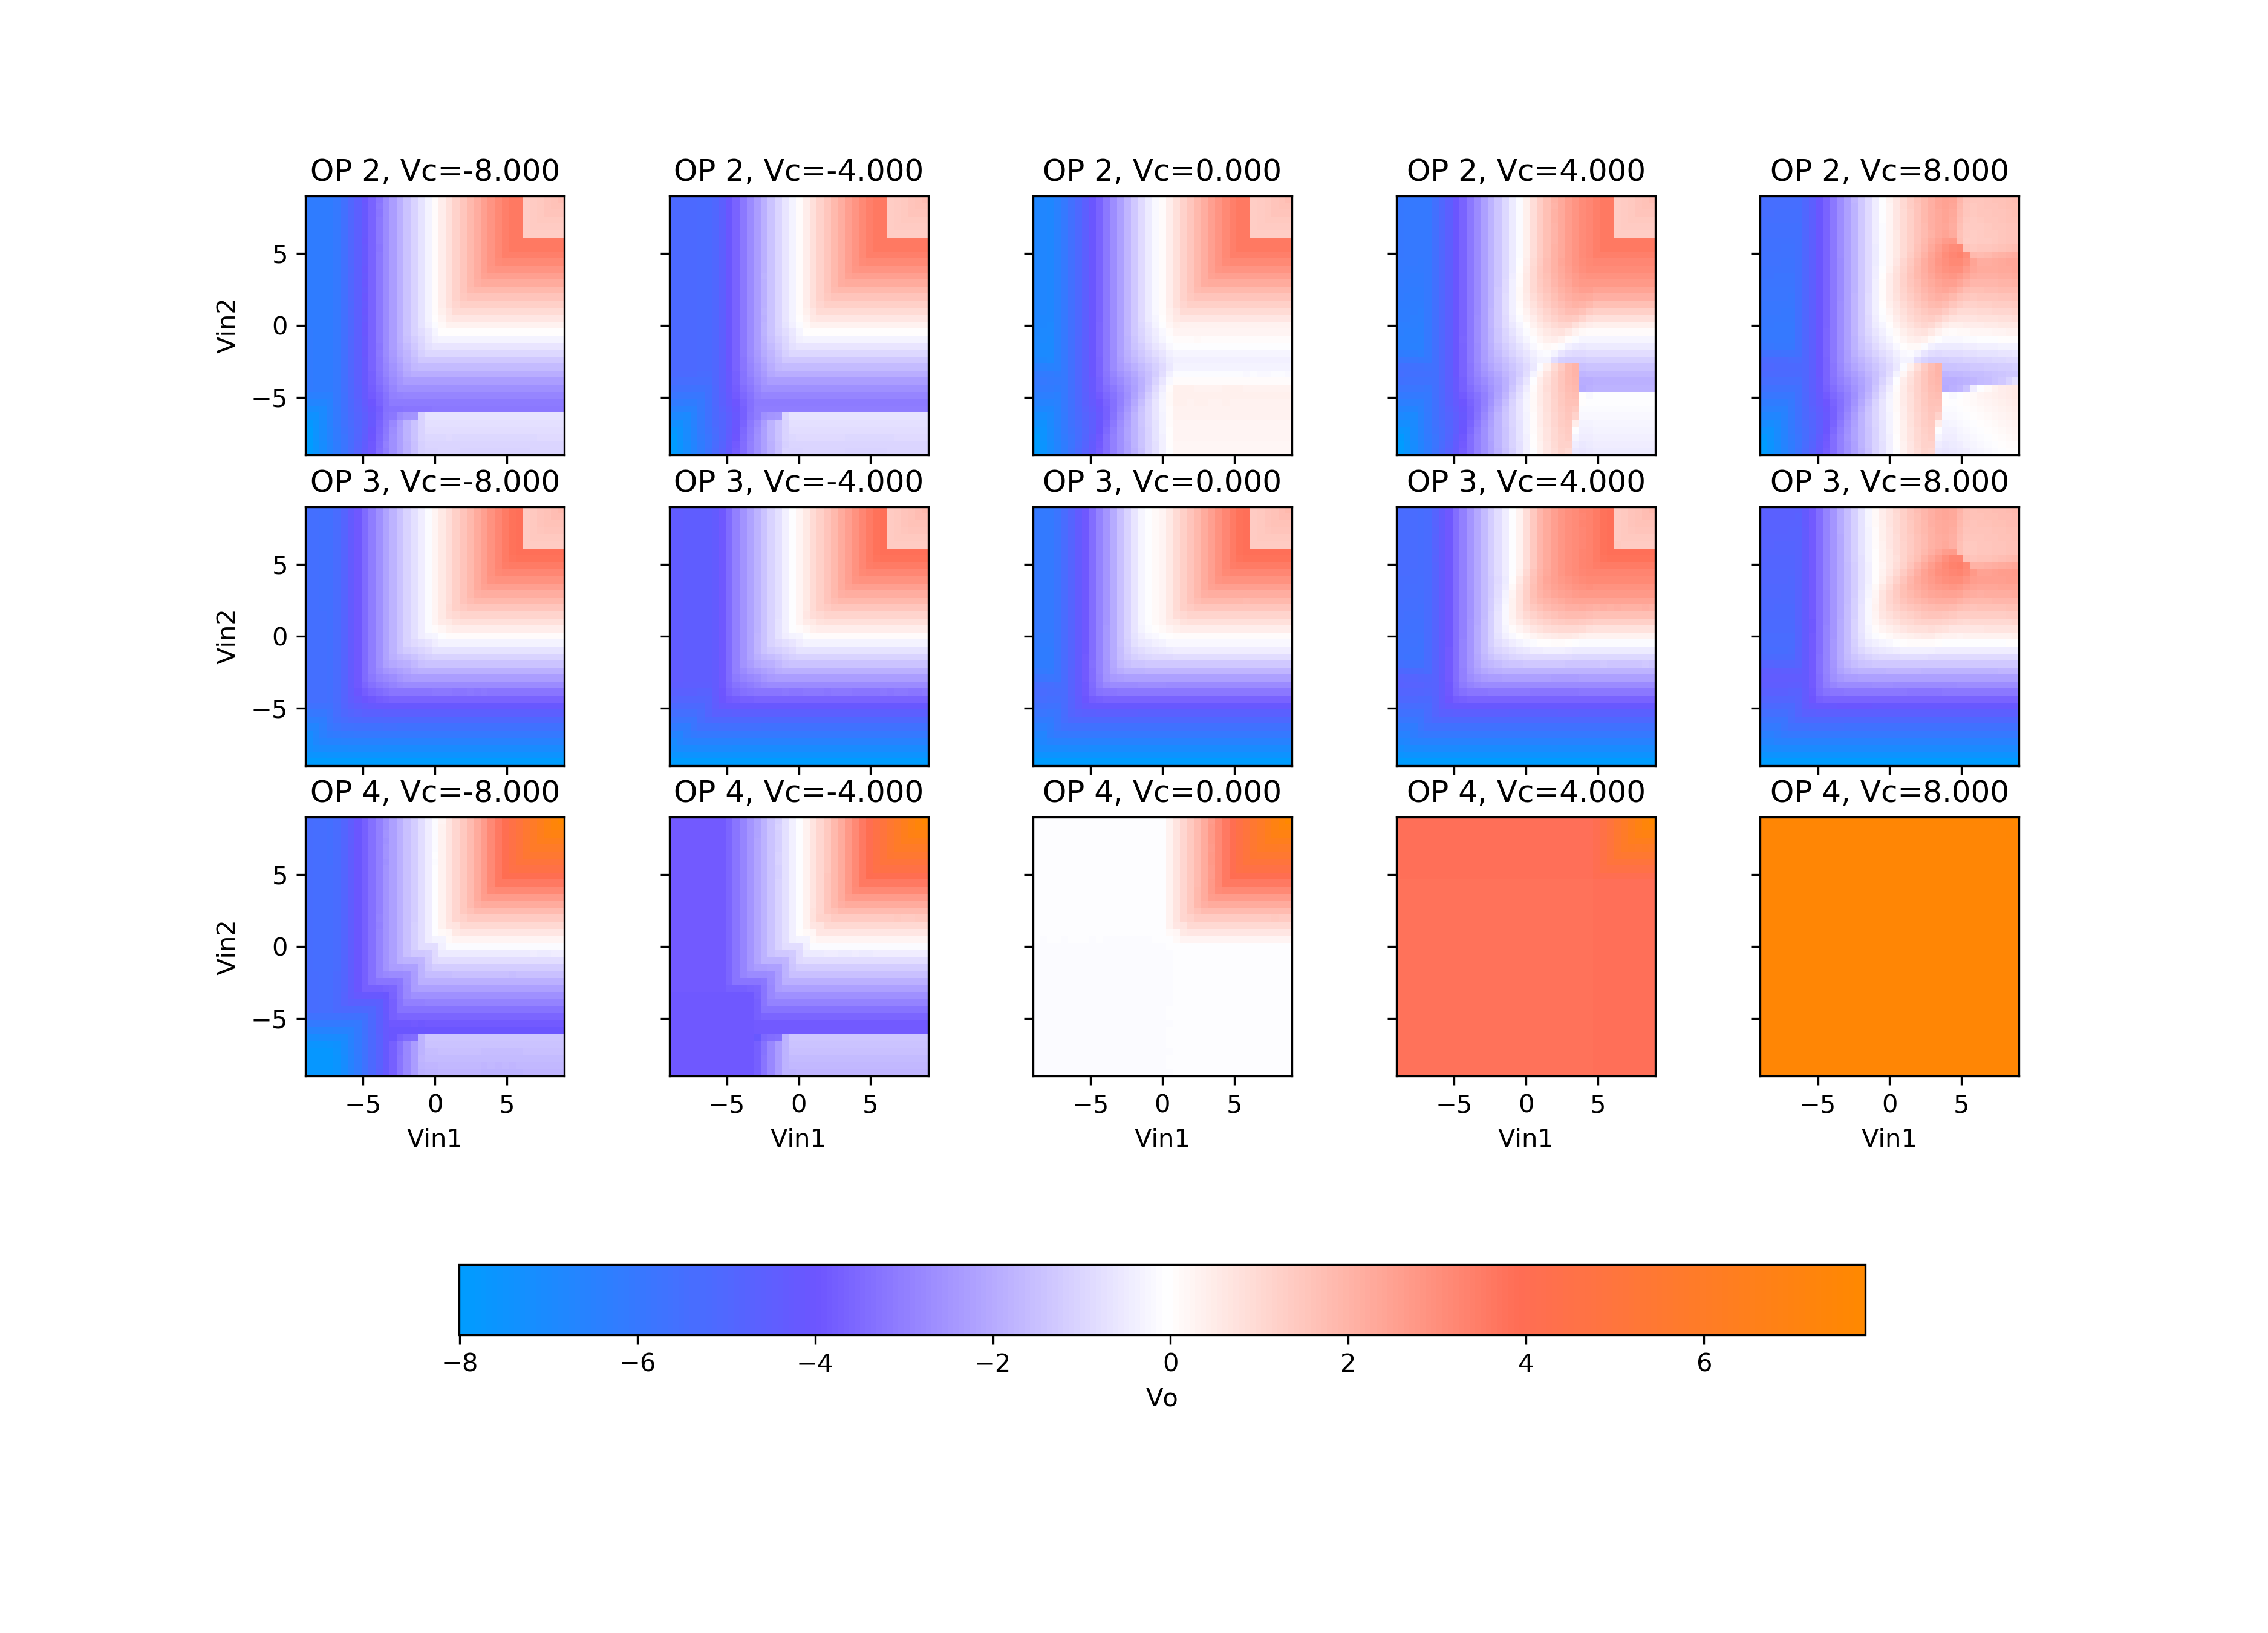 OP 2, Vc=-8.000 OP 2, Vc=-4.000 OP 2, Vc=0.000 OP 2, Vc=4.000 OP 2, Vc=8.000
5
0
−5
Vin2
OP 3, Vc=-8.000 OP 3, Vc=-4.000 OP 3, Vc=0.000 OP 3, Vc=4.000 OP 3, Vc=8.000
5
0
−5
Vin2
OP 4, Vc=-8.000 OP 4, Vc=-4.000 OP 4, Vc=0.000 OP 4, Vc=4.000 OP 4, Vc=8.000
5
0
−5
Vin2
−5 0 5 −5 0 5 −5 0 5 −5 0 5 −5 0 5
Vin1 Vin1 Vin1 Vin1 Vin1
−8 −6 −4 −2 0 2 4 6
Vo